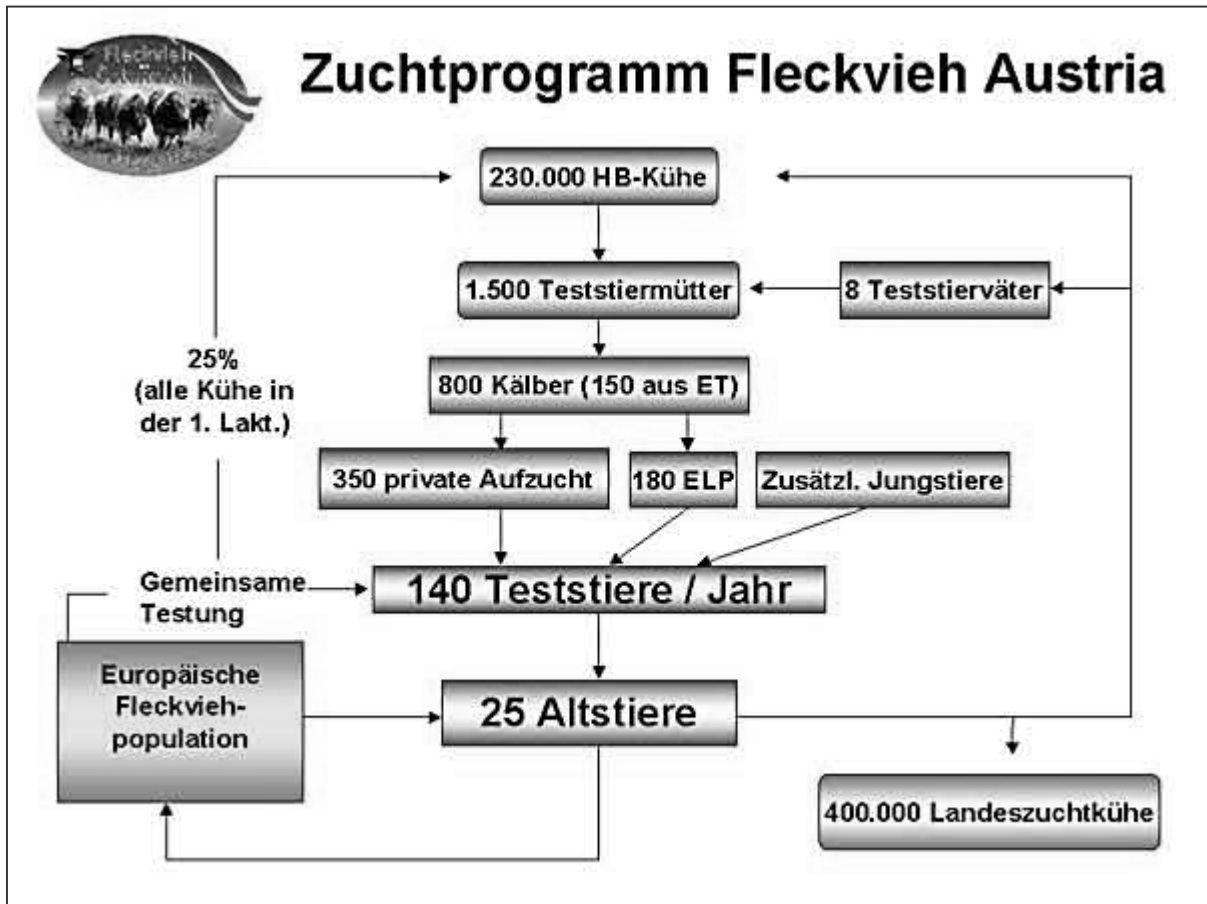 Fleckvieh
Zuchtprogramm Fleckvieh Austria
230.000 HB-Kühe
1.500 Teststiermütter
8 Teststierväter
25%
(alle Kühe in
der 1. Lakt.)
800 Kälber (150 aus ET)
350 private Aufzucht
180 ELP
Zusätzl. Jungstiere
Gemeinsame
Testung
140 Teststiere / Jahr
Europäische
Fleckvieh-
population
25 Altstiere
400.000 Landeszuchtkühe